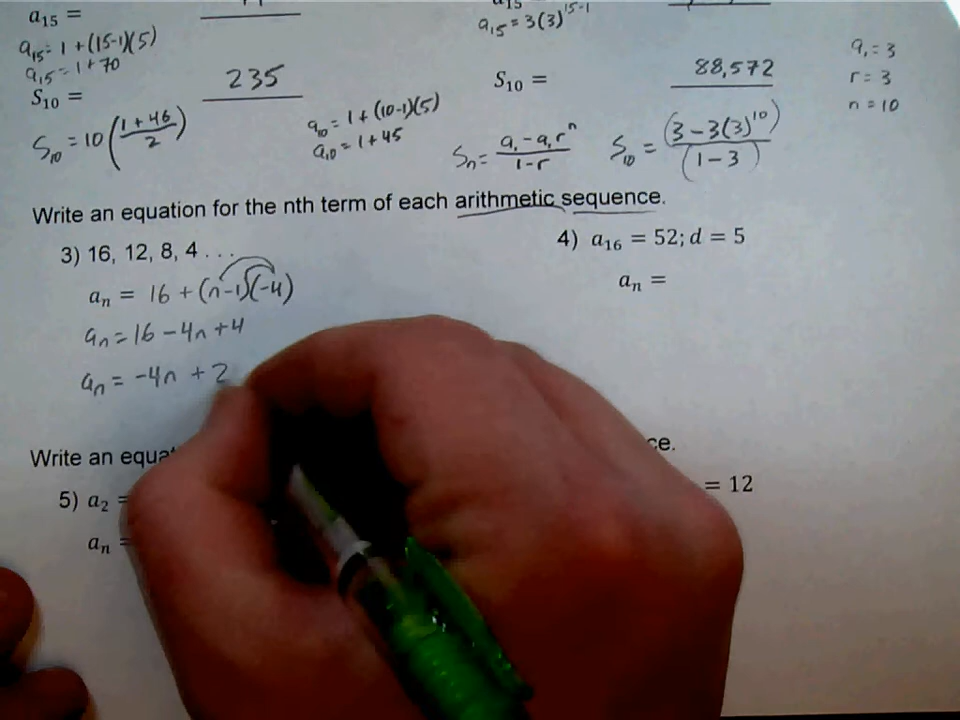 a₁₅ =
a₁₅ = 1 + (15-1)(5)
a₁₅ = 1 + 70
S₁₀ =
235
S₁₀ = 10 ( (1 + 46) / 2 )
a₁₀ = 1 + (10-1)(5)
a₁₀ = 1 + 45
a₁₅ =
a₁₅ = 3(3)¹⁵⁻¹
S₁₀ =
88,572
Sₙ = (a₁ - a₁rⁿ) / (1 - r)
S₁₀ = (3 - 3(3)¹⁰) / (1 - 3)
a₁ = 3
r = 3
n = 10
Write an equation for the nth term of each arithmetic sequence.
3) 16, 12, 8, 4 . . .
aₙ = 16 + (n-1)(-4)
aₙ = 16 - 4n + 4
aₙ = -4n + 2
4) a₁₆ = 52; d = 5
aₙ =
Write an
ce.
5) a₂ =
aₙ =
= 12